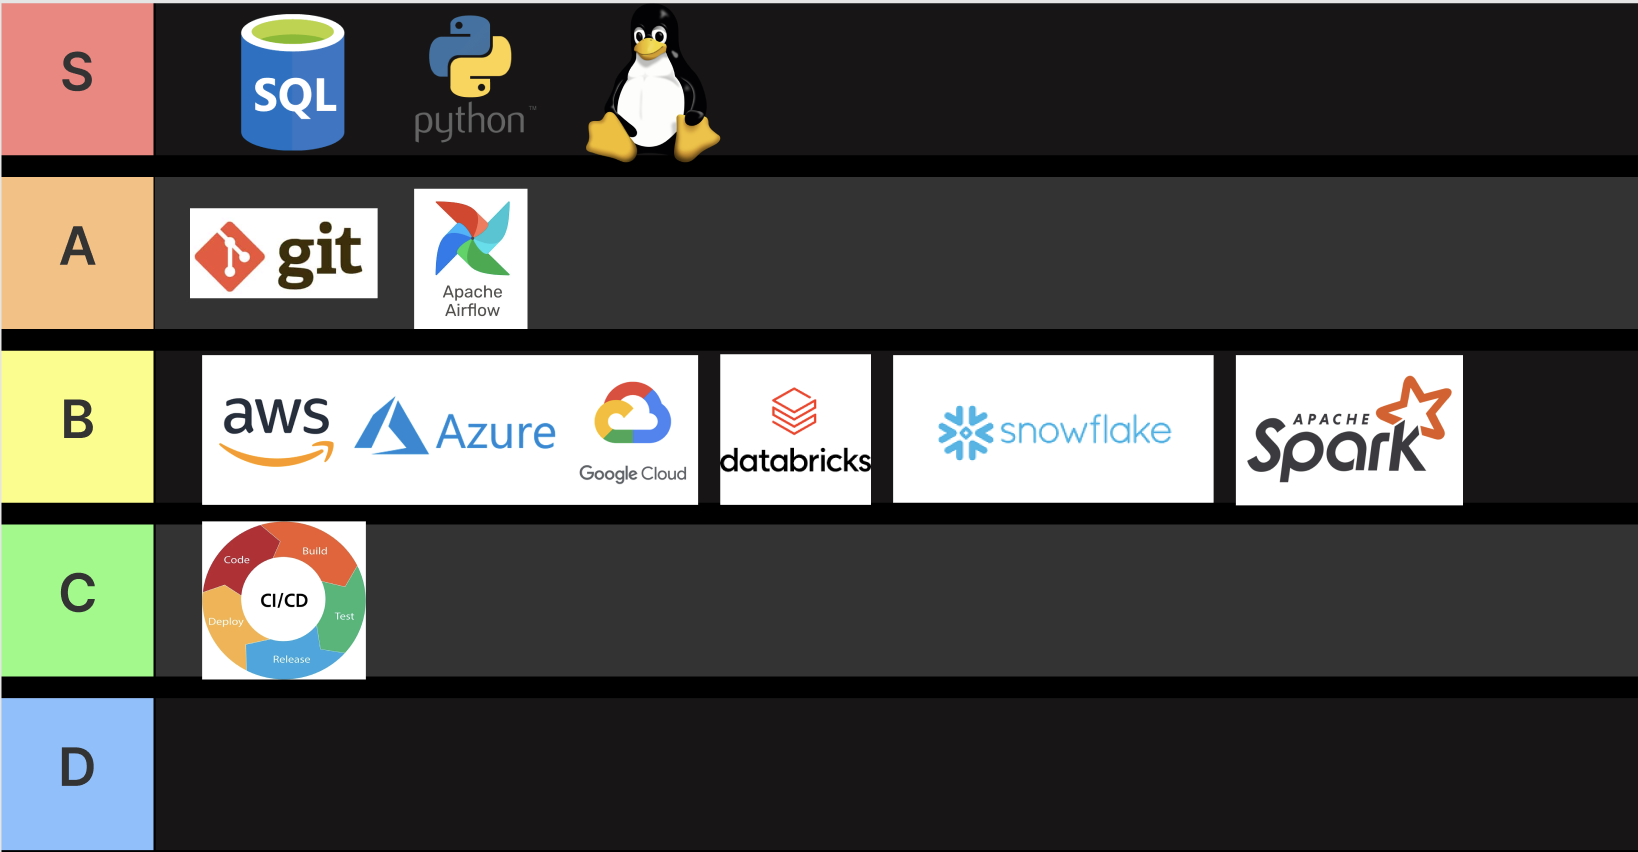 S
SQL
python™
A
git
Apache
Airflow
B
aws
Azure
Google Cloud
databricks
snowflake
APACHE
Spark
C
Code
Build
CI/CD
Test
Deploy
Release
D